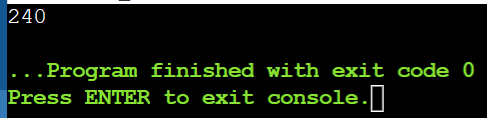 240
...Program finished with exit code 0
Press ENTER to exit console.